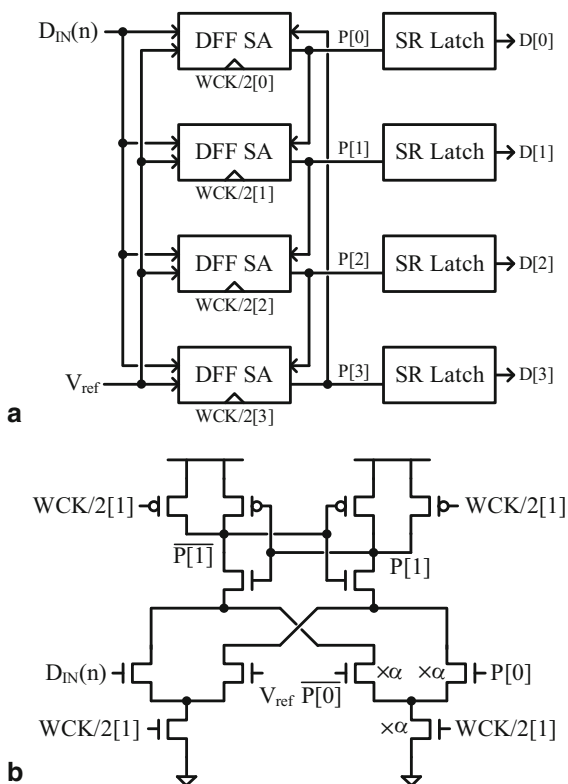 D_IN(n)
DFF SA
WCK/2[0]
P[0]
SR Latch
D[0]
DFF SA
WCK/2[1]
P[1]
SR Latch
D[1]
DFF SA
WCK/2[2]
P[2]
SR Latch
D[2]
V_ref
DFF SA
WCK/2[3]
P[3]
SR Latch
D[3]
a
WCK/2[1]
WCK/2[1]
P[1]
P[1]
D_IN(n)
V_ref
P[0]
×α
×α
P[0]
WCK/2[1]
×α
WCK/2[1]
b